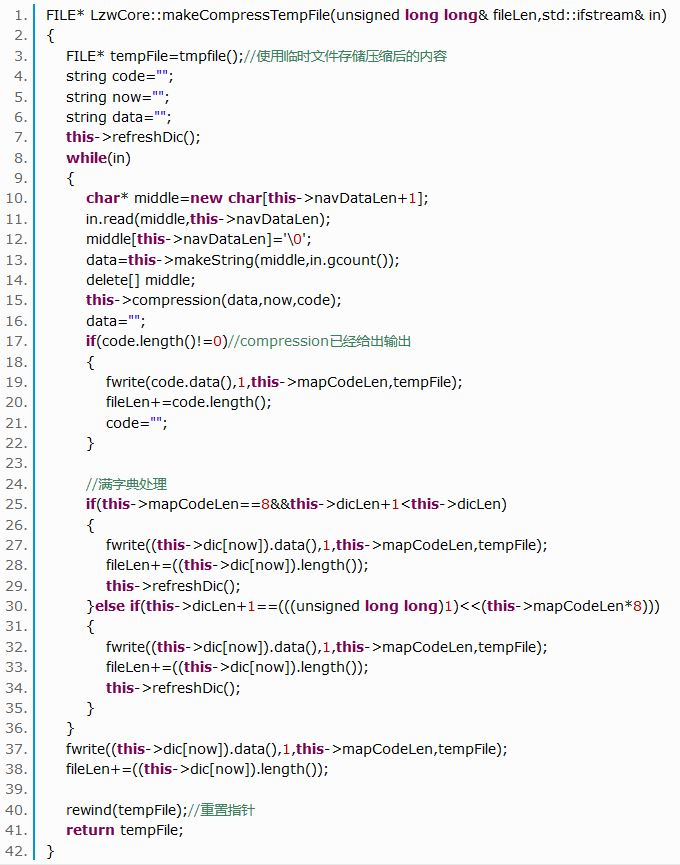 1. FILE* LzwCore::makeCompressTempFile(unsigned long long& fileLen,std::ifstream& in)
2. {
3. FILE* tempFile=tmpfile();//使用临时文件存储压缩后的内容
4. string code="";
5. string now="";
6. string data="";
7. this->refreshDic();
8. while(in)
9. {
10. char* middle=new char[this->navDataLen+1];
11. in.read(middle,this->navDataLen);
12. middle[this->navDataLen]='\0';
13. data=this->makeString(middle,in.gcount());
14. delete[] middle;
15. this->compression(data,now,code);
16. data="";
17. if(code.length()!=0)//compression已经给出输出
18. {
19. fwrite(code.data(),1,this->mapCodeLen,tempFile);
20. fileLen+=code.length();
21. code="";
22. }
23.
24. //满字典处理
25. if(this->mapCodeLen==8&&this->dicLen+1<this->dicLen)
26. {
27. fwrite((this->dic[now]).data(),1,this->mapCodeLen,tempFile);
28. fileLen+=((this->dic[now]).length());
29. this->refreshDic();
30. }else if(this->dicLen+1==(((unsigned long long)1)<<(this->mapCodeLen*8)))
31. {
32. fwrite((this->dic[now]).data(),1,this->mapCodeLen,tempFile);
33. fileLen+=((this->dic[now]).length());
34. this->refreshDic();
35. }
36. }
37. fwrite((this->dic[now]).data(),1,this->mapCodeLen,tempFile);
38. fileLen+=((this->dic[now]).length());
39.
40. rewind(tempFile);//重置指针
41. return tempFile;
42. }